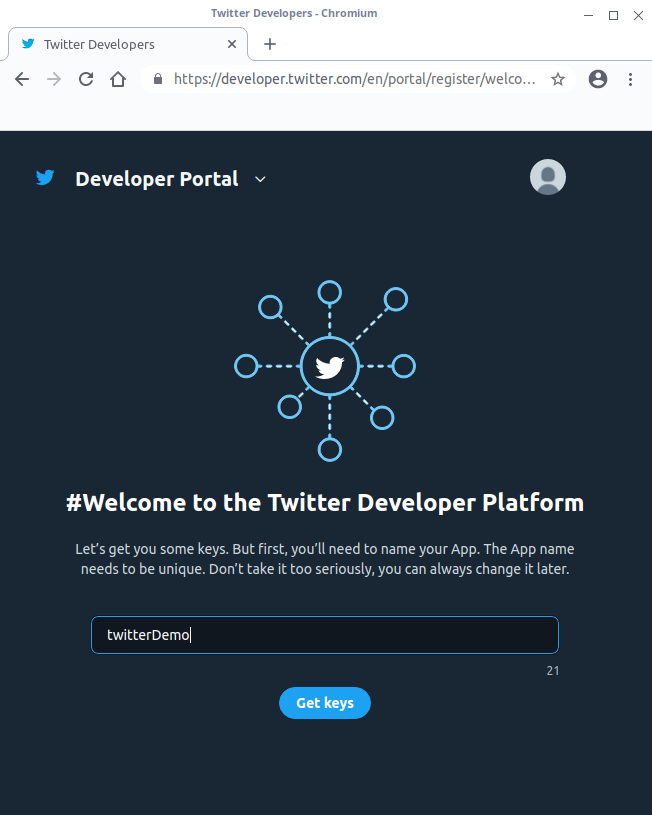 Twitter Developers - Chromium
Twitter Developers
https://developer.twitter.com/en/portal/register/welco...
Developer Portal
#Welcome to the Twitter Developer Platform
Let's get you some keys. But first, you'll need to name your App. The App name
needs to be unique. Don't take it too seriously, you can always change it later.
twitterDemo
21
Get keys